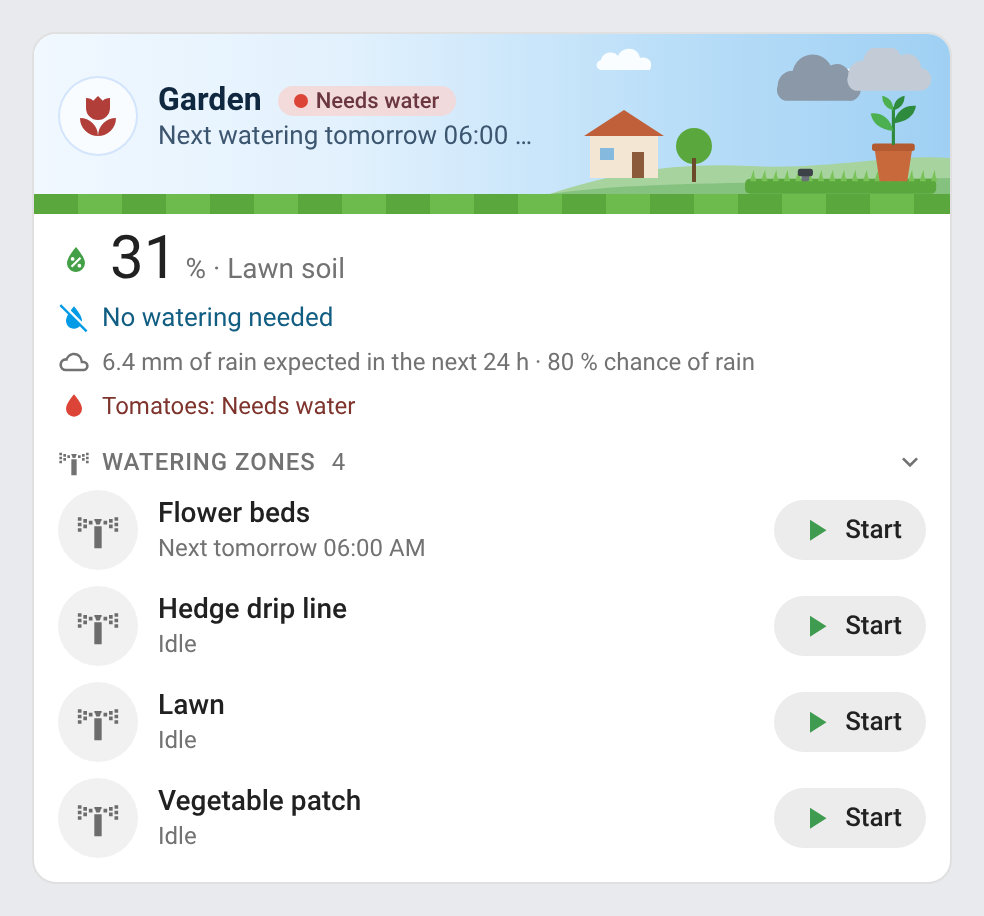 Garden Needs water
Next watering tomorrow 06:00 ...
31 % · Lawn soil
No watering needed
6.4 mm of rain expected in the next 24 h · 80 % chance of rain
Tomatoes: Needs water
WATERING ZONES 4
Flower beds
Next tomorrow 06:00 AM
Start
Hedge drip line
Idle
Start
Lawn
Idle
Start
Vegetable patch
Idle
Start